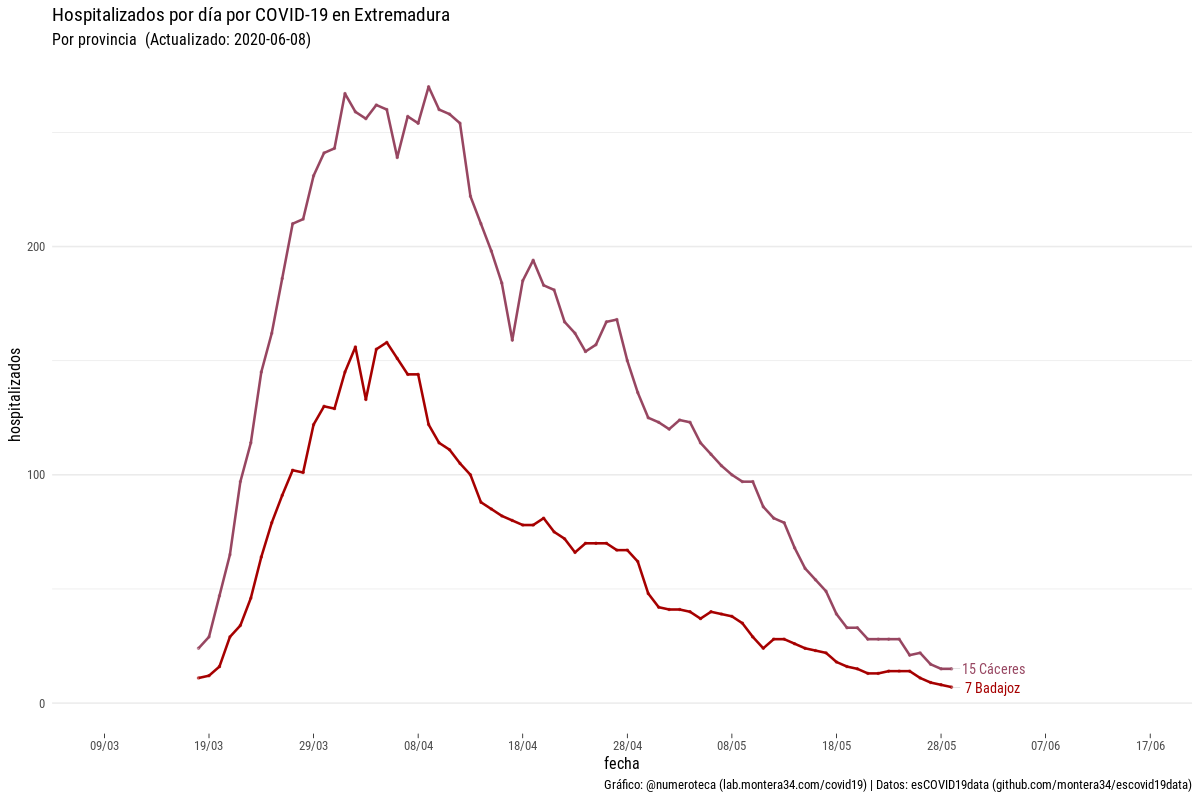 Hospitalizados por día por COVID-19 en Extremadura
Por provincia (Actualizado: 2020-06-08)
hospitalizados
200
100
0
15 Cáceres
7 Badajoz
09/03 19/03 29/03 08/04 18/04 28/04 08/05 18/05 28/05 07/06 17/06
fecha
Gráfico: @numeroteca (lab.montera34.com/covid19) | Datos: esCOVID19data (github.com/montera34/escovid19data)